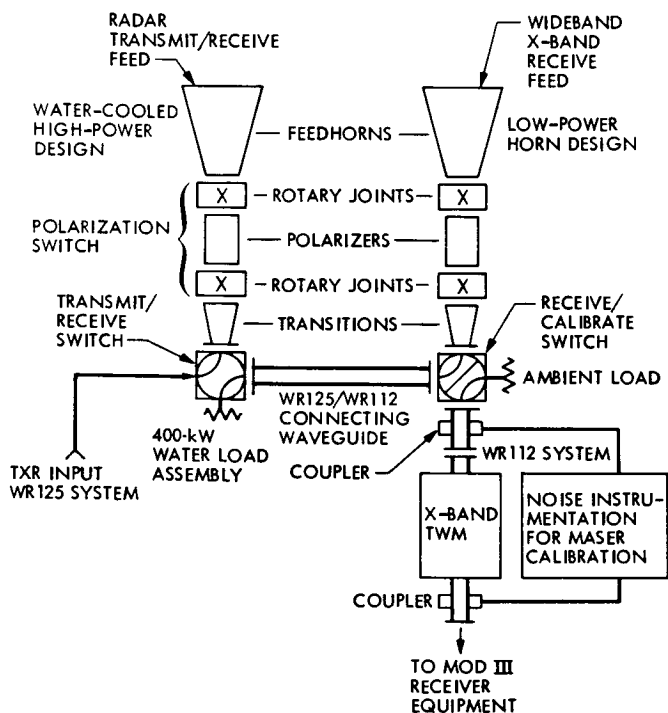 RADAR
TRANSMIT/RECEIVE
FEED
WIDEBAND
X-BAND
RECEIVE
FEED
WATER-COOLED
HIGH-POWER
DESIGN
FEEDHORNS
LOW-POWER
HORN DESIGN
X
ROTARY JOINTS
X
POLARIZATION
SWITCH
POLARIZERS
X
ROTARY JOINTS
X
TRANSMIT/
RECEIVE
SWITCH
TRANSITIONS
RECEIVE/
CALIBRATE
SWITCH
AMBIENT LOAD
WR125/WR112
CONNECTING
WAVEGUIDE
400-kW
WATER LOAD
ASSEMBLY
TXR INPUT
WR125 SYSTEM
COUPLER
WR112 SYSTEM
X-BAND
TWM
NOISE INSTRU-
MENTATION
FOR MASER
CALIBRATION
COUPLER
TO MOD III
RECEIVER
EQUIPMENT